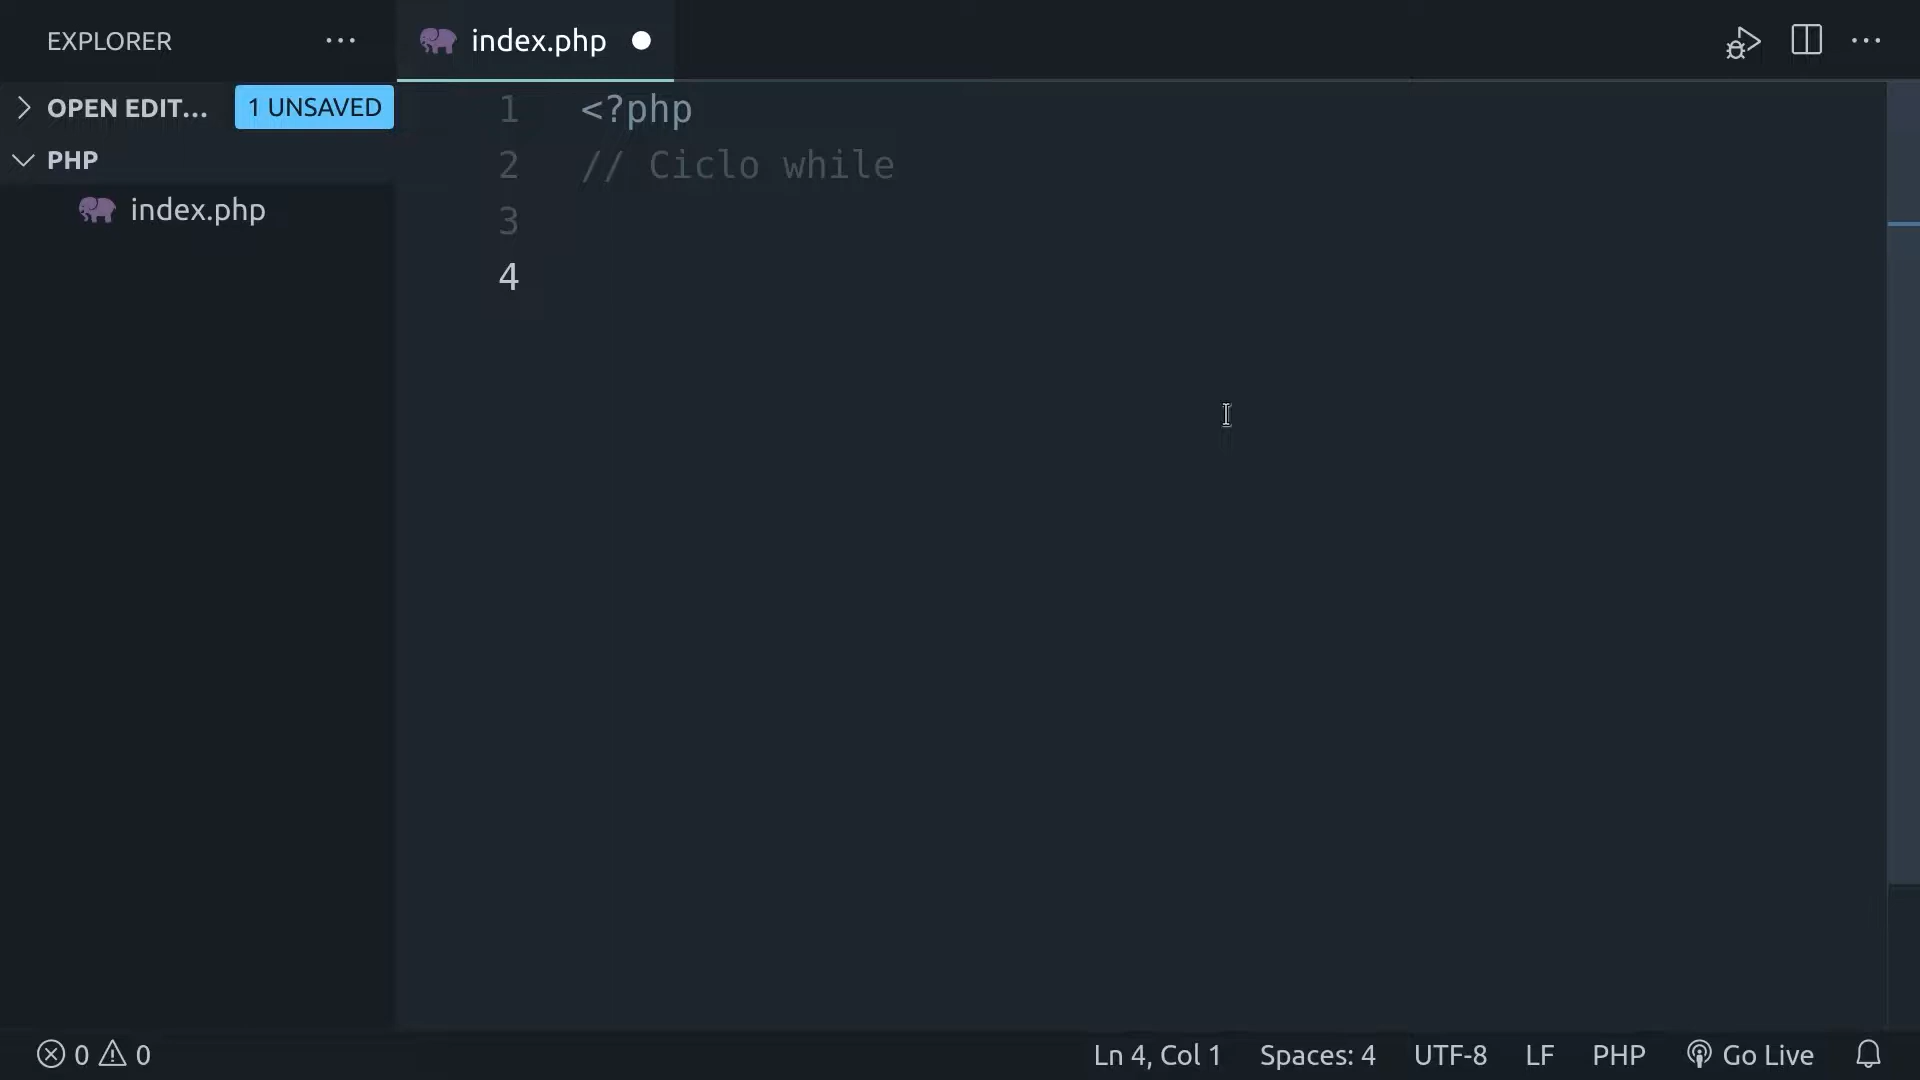 EXPLORER
index.php
OPEN EDIT...
1 UNSAVED
PHP
index.php
1 <?php
2 // Ciclo while
3
4
0 0
Ln 4, Col 1
Spaces: 4
UTF-8
LF
PHP
Go Live